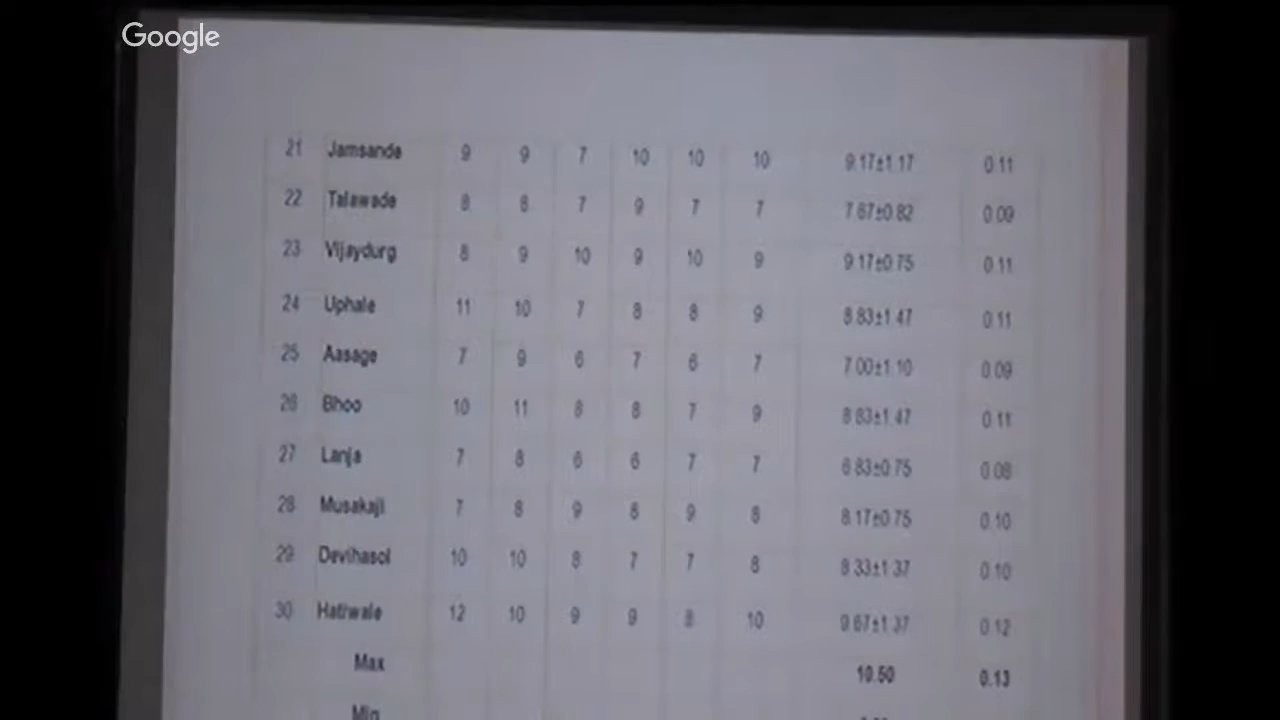 Google
21 Jamsande 9 9 7 10 10 10 9.17±1.17 0.11
22 Talawade 8 8 7 9 7 7 7.67±0.82 0.09
23 Vijaydurg 8 9 10 9 10 9 9.17±0.75 0.11
24 Uphale 11 10 7 8 8 9 8.83±1.47 0.11
25 Aasage 7 9 6 7 6 7 7.00±1.10 0.09
26 Bhoo 10 11 8 8 7 9 8.83±1.47 0.11
27 Lanja 7 8 6 6 7 7 6.83±0.75 0.08
28 Musakaji 7 8 9 8 9 8 8.17±0.75 0.10
29 Devihasol 10 10 8 7 7 8 8.33±1.37 0.10
30 Hatiwale 12 10 9 9 8 10 9.67±1.37 0.12
Max 10.50 0.13
Min